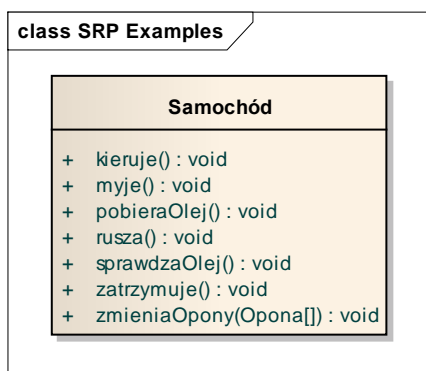 class SRP Examples
Samochód
+ kieruje() : void
+ myje() : void
+ pobieraOlej() : void
+ rusza() : void
+ sprawdzaOlej() : void
+ zatrzymuje() : void
+ zmieniaOpony(Opona[]) : void